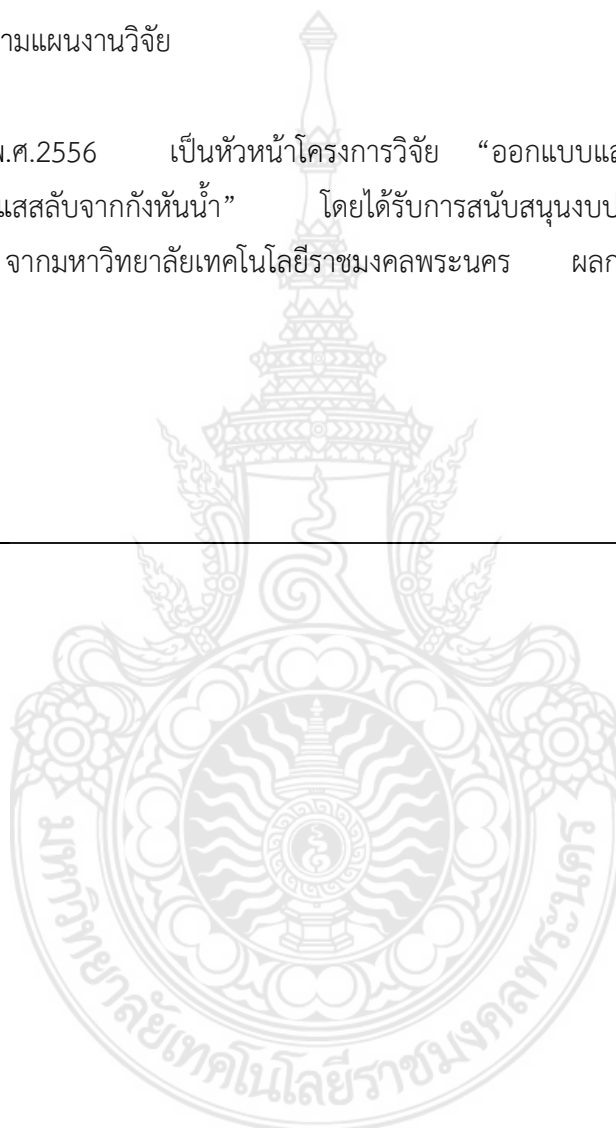 ามแผนงานวิจัย
พ.ศ.2556 เป็นหัวหน้าโครงการวิจัย “ออกแบบแล
แสสลับจากกังหันน้ำ” โดยได้รับการสนับสนุนงบป
จากมหาวิทยาลัยเทคโนโลยีราชมงคลพระนคร ผลก
มหาวิทยาลัยเทคโนโลยีราชมงคลพระนคร